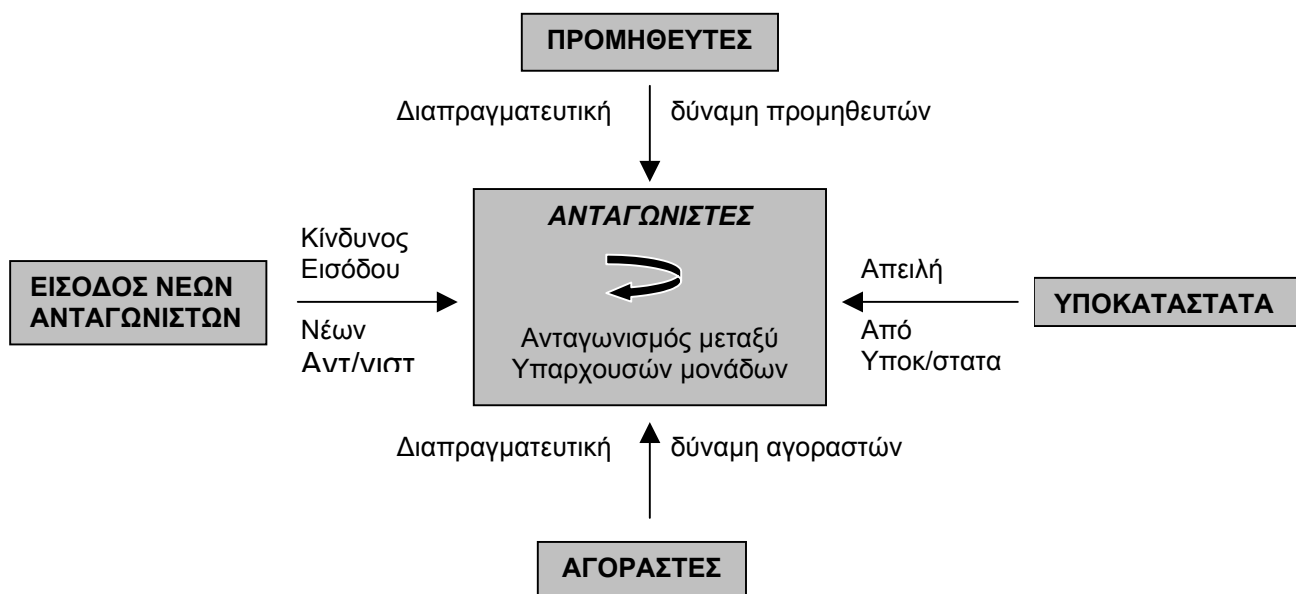 ΠΡΟΜΗΘΕΥΤΕΣ
Διαπραγματευτική δύναμη προμηθευτών
ΑΝΤΑΓΩΝΙΣΤΕΣ
Κίνδυνος
Εισόδου
ΕΙΣΟΔΟΣ ΝΕΩΝ
ΑΝΤΑΓΩΝΙΣΤΩΝ
Νέων
Αντ/νιστ
Ανταγωνισμός μεταξύ
Υπαρχουσών μονάδων
Απειλή
Από
Υποκ/στατα
ΥΠΟΚΑΤΑΣΤΑΤΑ
Διαπραγματευτική δύναμη αγοραστών
ΑΓΟΡΑΣΤΕΣ